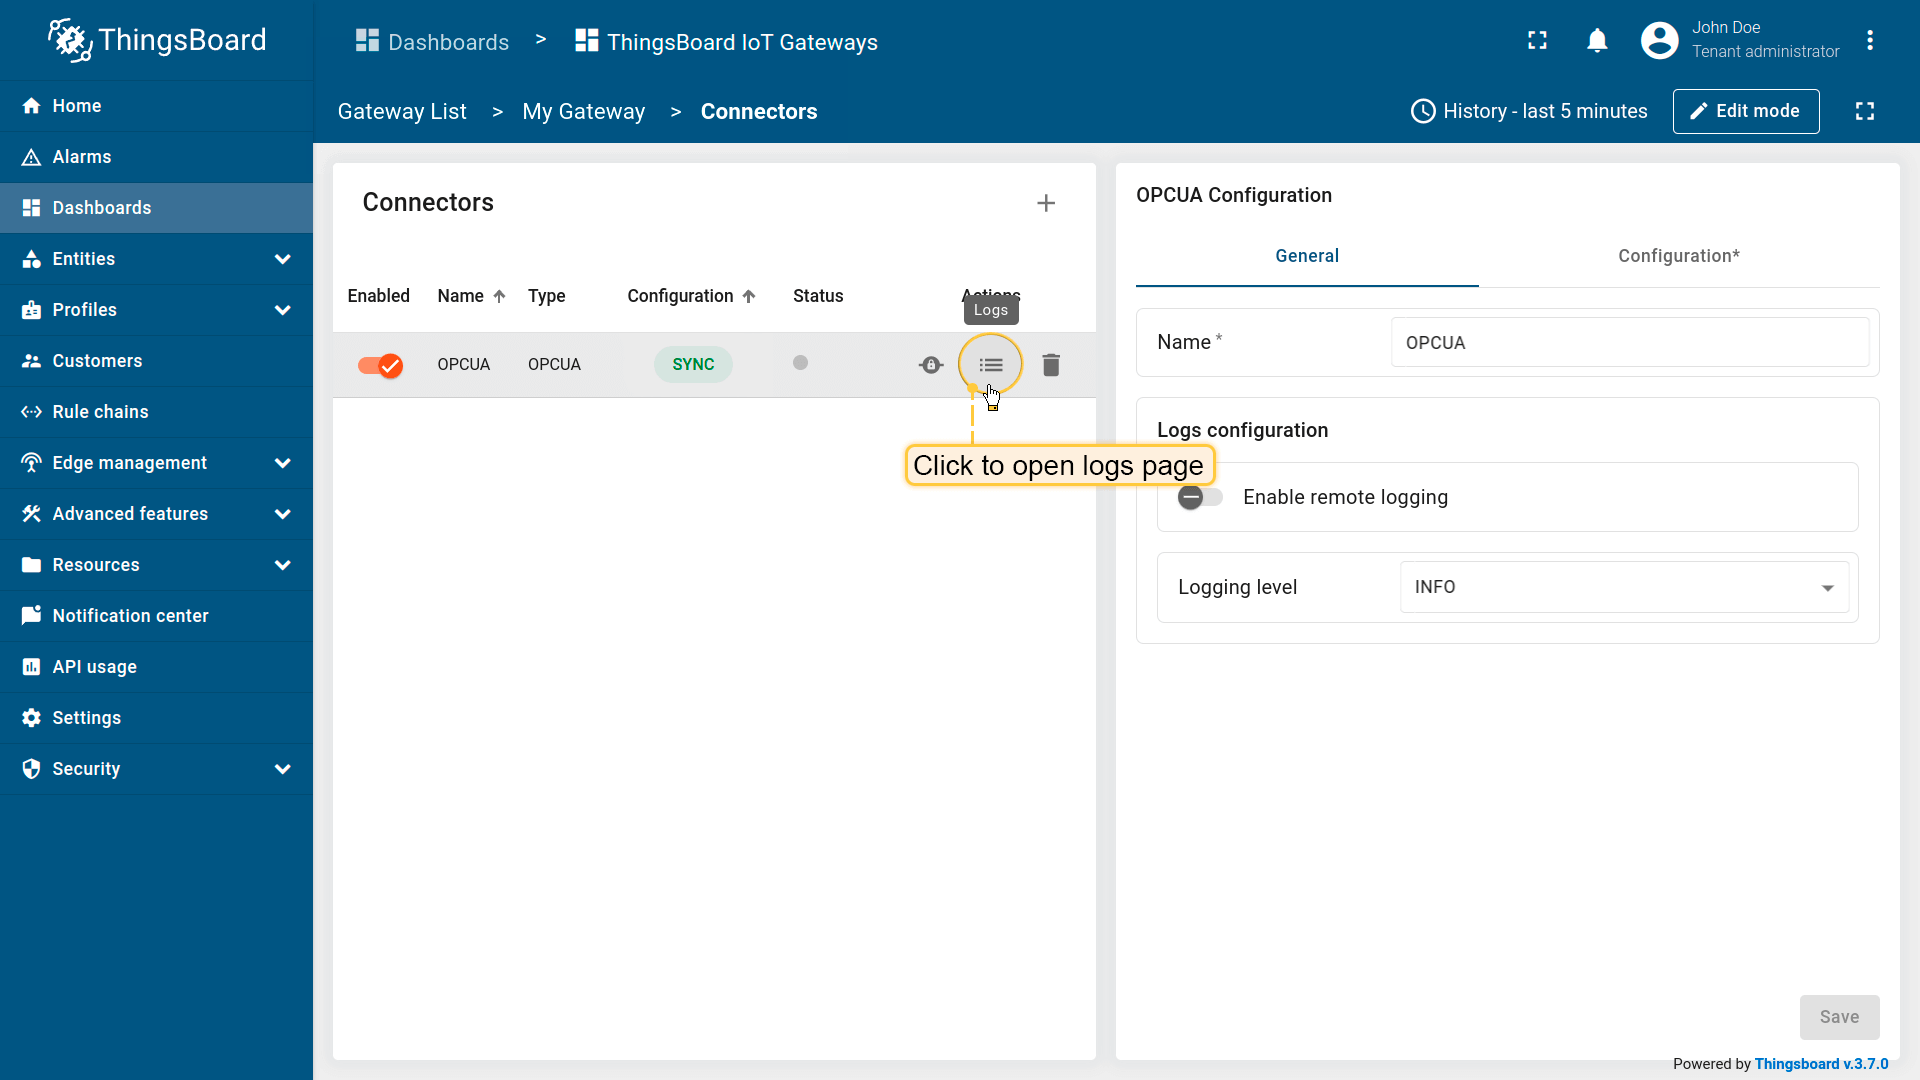 ThingsBoard
Dashboards > ThingsBoard IoT Gateways
John Doe
Tenant administrator
Home
Alarms
Dashboards
Entities
Profiles
Customers
Rule chains
Edge management
Advanced features
Resources
Notification center
API usage
Settings
Security
Gateway List > My Gateway > Connectors
History - last 5 minutes
Edit mode
Connectors
Enabled Name Type Configuration Status Actions
Logs
OPCUA OPCUA SYNC
Click to open logs page
OPCUA Configuration
General Configuration*
Name * OPCUA
Logs configuration
Enable remote logging
Logging level INFO
Save
Powered by Thingsboard v.3.7.0